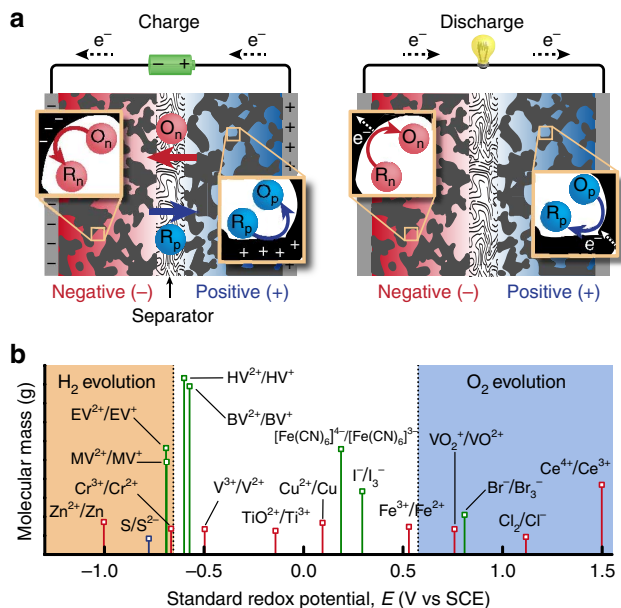 a
Charge
Discharge
e⁻ e⁻ e⁻ e⁻
− +
− − − − − − − −
+ + + + + + + +
Oₙ
Oₙ
Rₙ
Oₚ
Rₚ
+ + + +
Rₚ
e⁻
Oₙ
Rₙ
Oₚ
Rₚ
e⁻
Negative (–) Positive (+)
Negative (–) Positive (+)
Separator
b
H₂ evolution
O₂ evolution
HV²⁺/HV⁺
BV²⁺/BV⁺
EV²⁺/EV⁺
MV²⁺/MV⁺
Cr³⁺/Cr²⁺
Zn²⁺/Zn
S/S²⁻
V³⁺/V²⁺
TiO²⁺/Ti³⁺
Cu²⁺/Cu
[Fe(CN)₆]⁴⁻/[Fe(CN)₆]³⁻
I⁻/I₃⁻
Fe³⁺/Fe²⁺
VO₂⁺/VO²⁺
Br⁻/Br₃⁻
Cl₂/Cl⁻
Ce⁴⁺/Ce³⁺
Molecular mass (g)
−1.0 −0.5 0.0 0.5 1.0 1.5
Standard redox potential, E (V vs SCE)